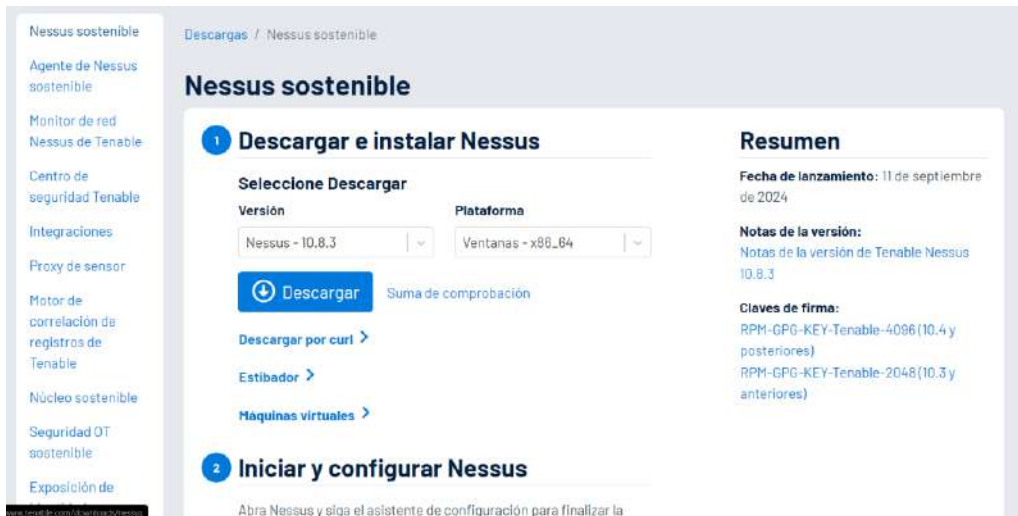 Nessus sostenible
Agente de Nessus
sostenible
Monitor de red
Nessus de Tenable
Centro de
seguridad Tenable
Integraciones
Proxy de sensor
Motor de
correlación de
registros de
Tenable
Núcleo sostenible
Seguridad OT
sostenible
Exposición de
www.tenable.com/downloads/nessus
Descargas / Nessus sostenible
Nessus sostenible
1 Descargar e instalar Nessus
Seleccione Descargar
Versión Plataforma
Nessus - 10.8.3 Ventanas - x86_64
Descargar Suma de comprobación
Descargar por curl >
Estibador >
Máquinas virtuales >
2 Iniciar y configurar Nessus
Abra Nessus y siga el asistente de configuración para finalizar la
Resumen
Fecha de lanzamiento: 11 de septiembre
de 2024
Notas de la versión:
Notas de la versión de Tenable Nessus
10.8.3
Claves de firma:
RPM-GPG-KEY-Tenable-4096 (10.4 y
posteriores)
RPM-GPG-KEY-Tenable-2048 (10.3 y
anteriores)